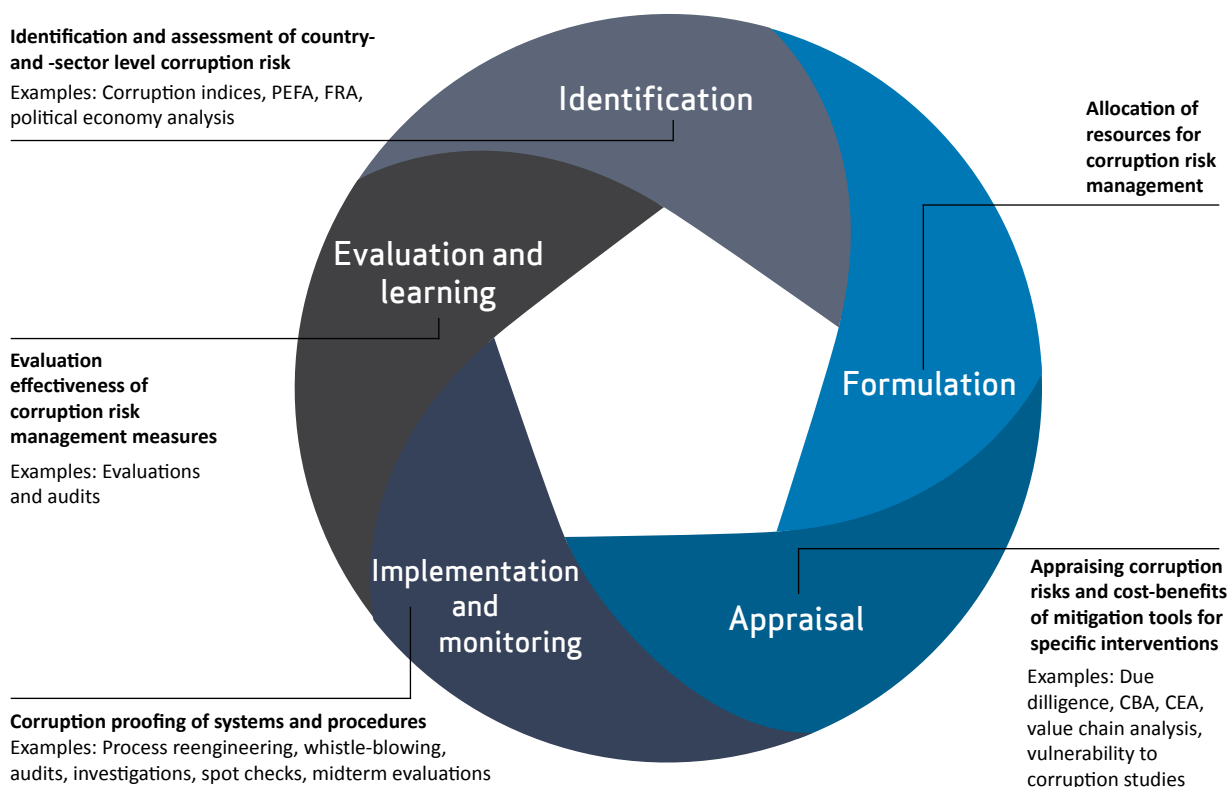 Identification and assessment of country-
and -sector level corruption risk
Examples: Corruption indices, PEFA, FRA,
political economy analysis
Identification
Allocation of
resources for
corruption risk
management
Formulation
Appraising corruption
risks and cost-benefits
of mitigation tools for
specific interventions
Examples: Due
dilligence, CBA, CEA,
value chain analysis,
vulnerability to
corruption studies
Appraisal
Implementation
and
monitoring
Corruption proofing of systems and procedures
Examples: Process reengineering, whistle-blowing,
audits, investigations, spot checks, midterm evaluations
Evaluation and
learning
Evaluation
effectiveness of
corruption risk
management measures
Examples: Evaluations
and audits